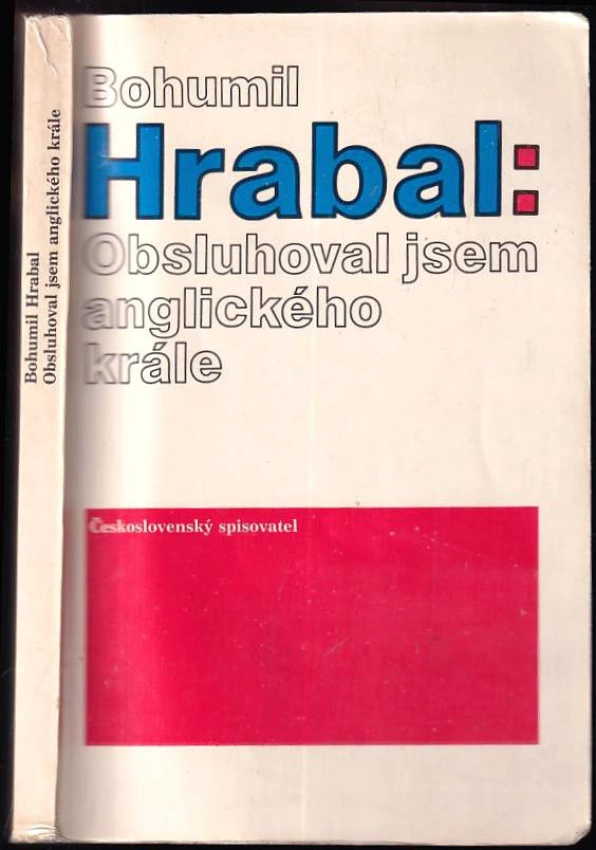 Bohumil Hrabal
Obsluhoval jsem anglického krále
Bohumil
Hrabal:
Obsluhoval jsem
anglického
krále
Československý spisovatel